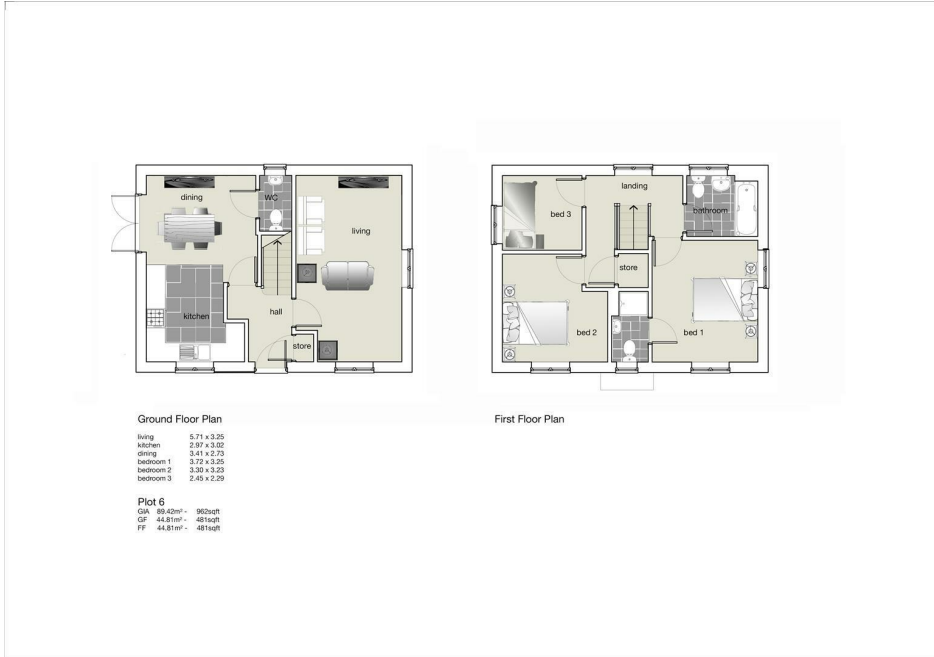 dining
WC
living
kitchen
hall
store
bed 3
landing
bathroom
store
bed 2
bed 1
Ground Floor Plan
living 5.71 x 3.25
kitchen 2.97 x 3.02
dining 3.41 x 2.73
bedroom 1 3.72 x 3.25
bedroom 2 3.30 x 3.23
bedroom 3 2.45 x 2.29
Plot 6
GIA 89.42m² - 962sqft
GF 44.81m² - 481sqft
FF 44.81m² - 481sqft
First Floor Plan